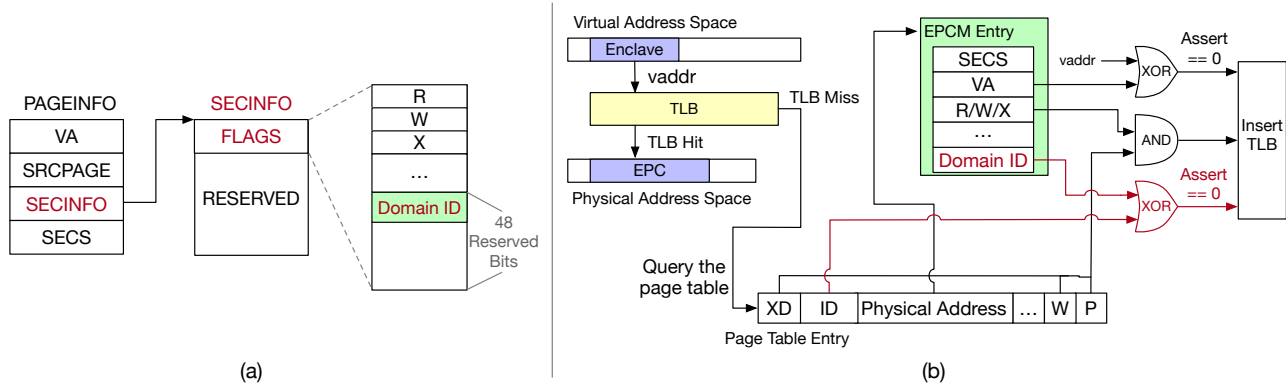 PAGEINFO
VA
SRCPAGE
SECINFO
SECS
SECINFO
FLAGS
RESERVED
R
W
X
...
Domain ID
48
Reserved
Bits
(a)
Virtual Address Space
Enclave
vaddr
TLB
TLB Miss
TLB Hit
EPC
Physical Address Space
Query the
page table
EPCM Entry
SECS
VA
R/W/X
...
Domain ID
vaddr
XOR
Assert
== 0
AND
Assert
== 0
XOR
Insert
TLB
XD
ID
Physical Address
...
W
P
Page Table Entry
(b)